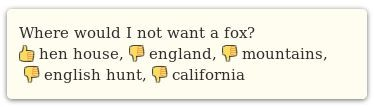 Where would I not want a fox?
👍 hen house, 👎 england, 👎 mountains,
👎 english hunt, 👎 california